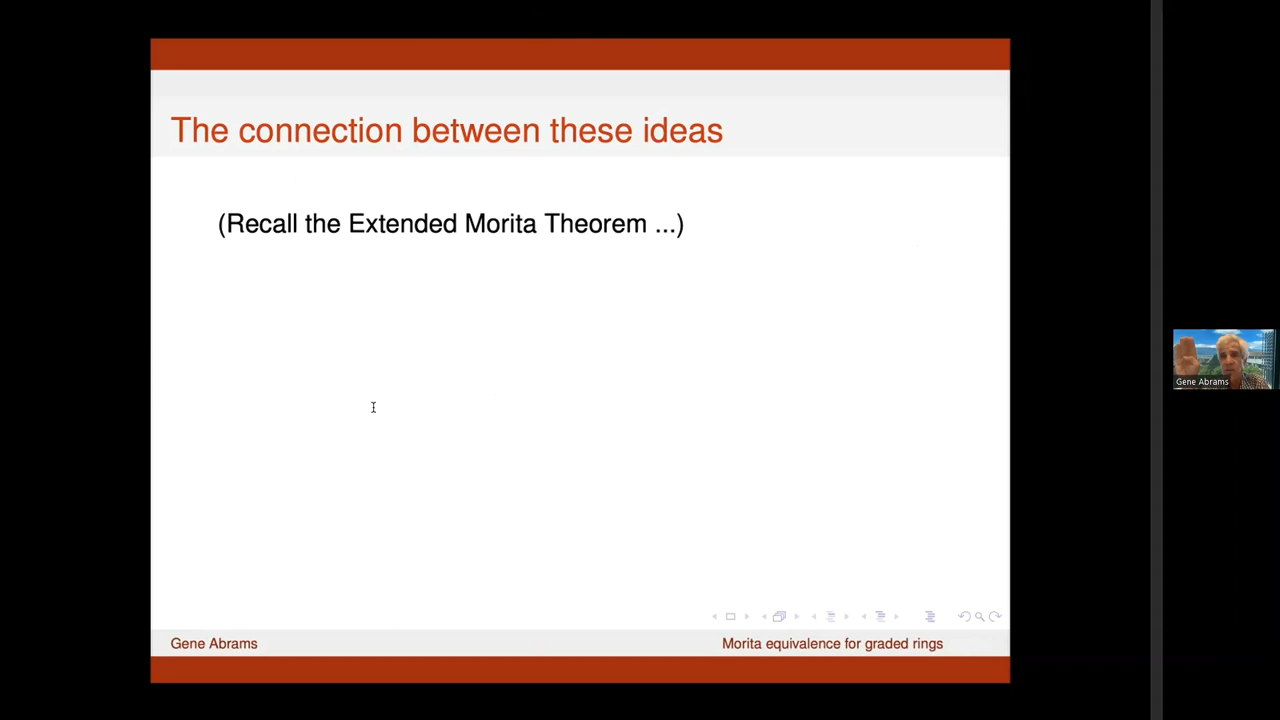 The connection between these ideas
(Recall the Extended Morita Theorem ...)
Gene Abrams
Gene Abrams
Morita equivalence for graded rings